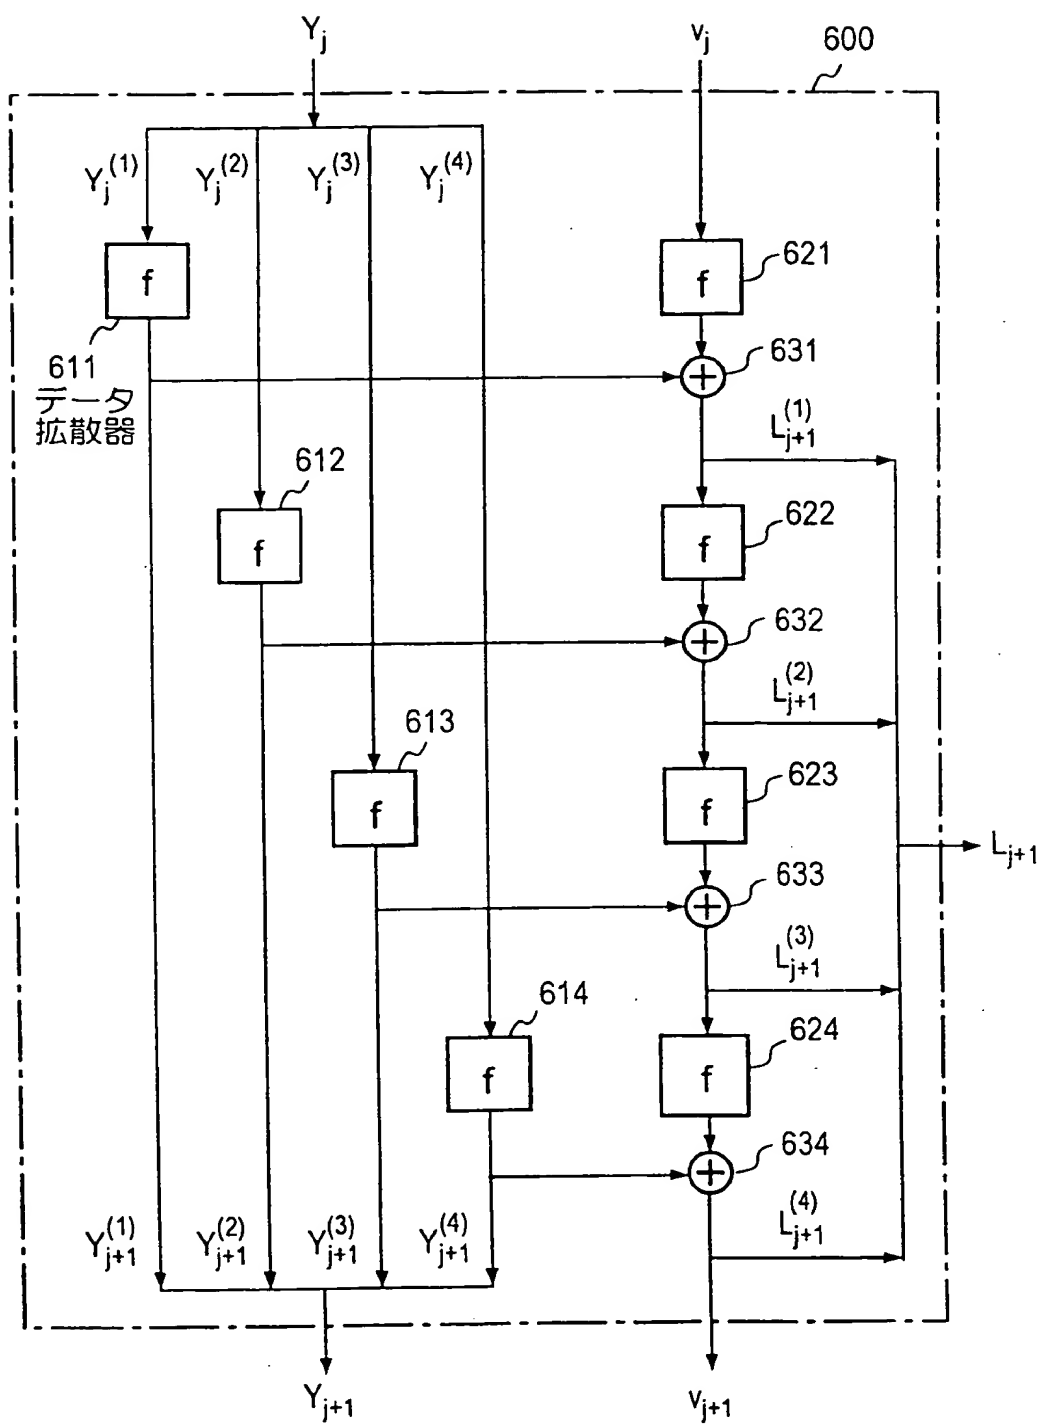 Y_j v_j 600
Y_j^(1) Y_j^(2) Y_j^(3) Y_j^(4)
f f 621
611 631
データ
拡散器
L_{j+1}^(1)
612
f f 622
632
L_{j+1}^(2)
613
f f 623
L_{j+1}
633
L_{j+1}^(3)
614
f f 624
634
L_{j+1}^(4)
Y_{j+1}^(1) Y_{j+1}^(2) Y_{j+1}^(3) Y_{j+1}^(4)
Y_{j+1} v_{j+1}